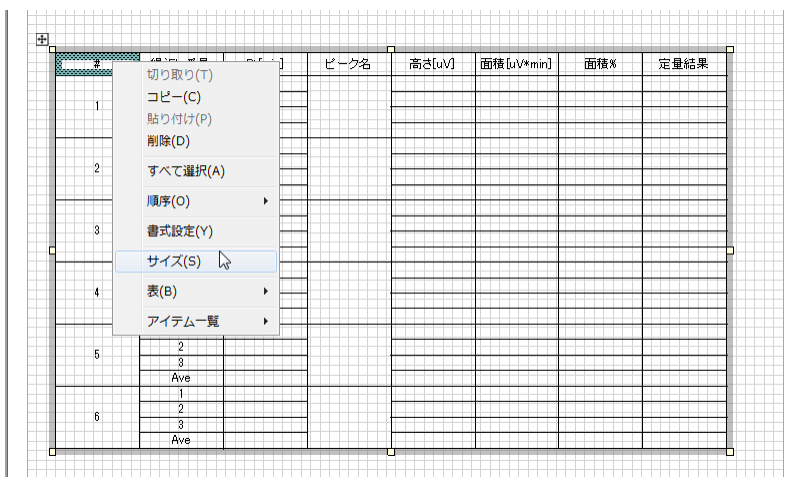 #
ピーク名
高さ[uV]
面積[uV*min]
面積%
定量結果
切り取り(T)
コピー(C)
貼り付け(P)
削除(D)
すべて選択(A)
順序(O)
書式設定(Y)
サイズ(S)
表(B)
アイテム一覧
1
2
3
4
5
2
3
Ave
6
1
2
3
Ave